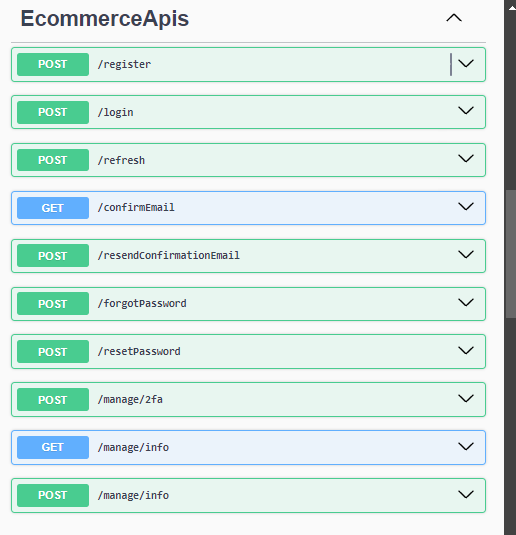 EcommerceApis
POST /register
POST /login
POST /refresh
GET /confirmEmail
POST /resendConfirmationEmail
POST /forgotPassword
POST /resetPassword
POST /manage/2fa
GET /manage/info
POST /manage/info